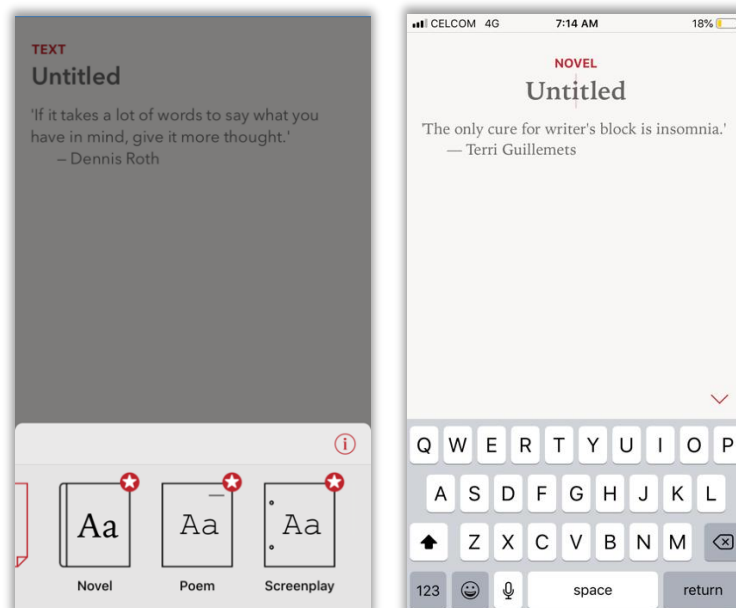 TEXT
Untitled
'If it takes a lot of words to say what you
have in mind, give it more thought.'
– Dennis Roth
i
Aa
Aa
Aa
Novel
Poem
Screenplay
CELCOM 4G 7:14 AM 18%
NOVEL
Untitled
'The only cure for writer's block is insomnia.'
— Terri Guillemets
Q W E R T Y U I O P
A S D F G H J K L
Z X C V B N M
123 space return